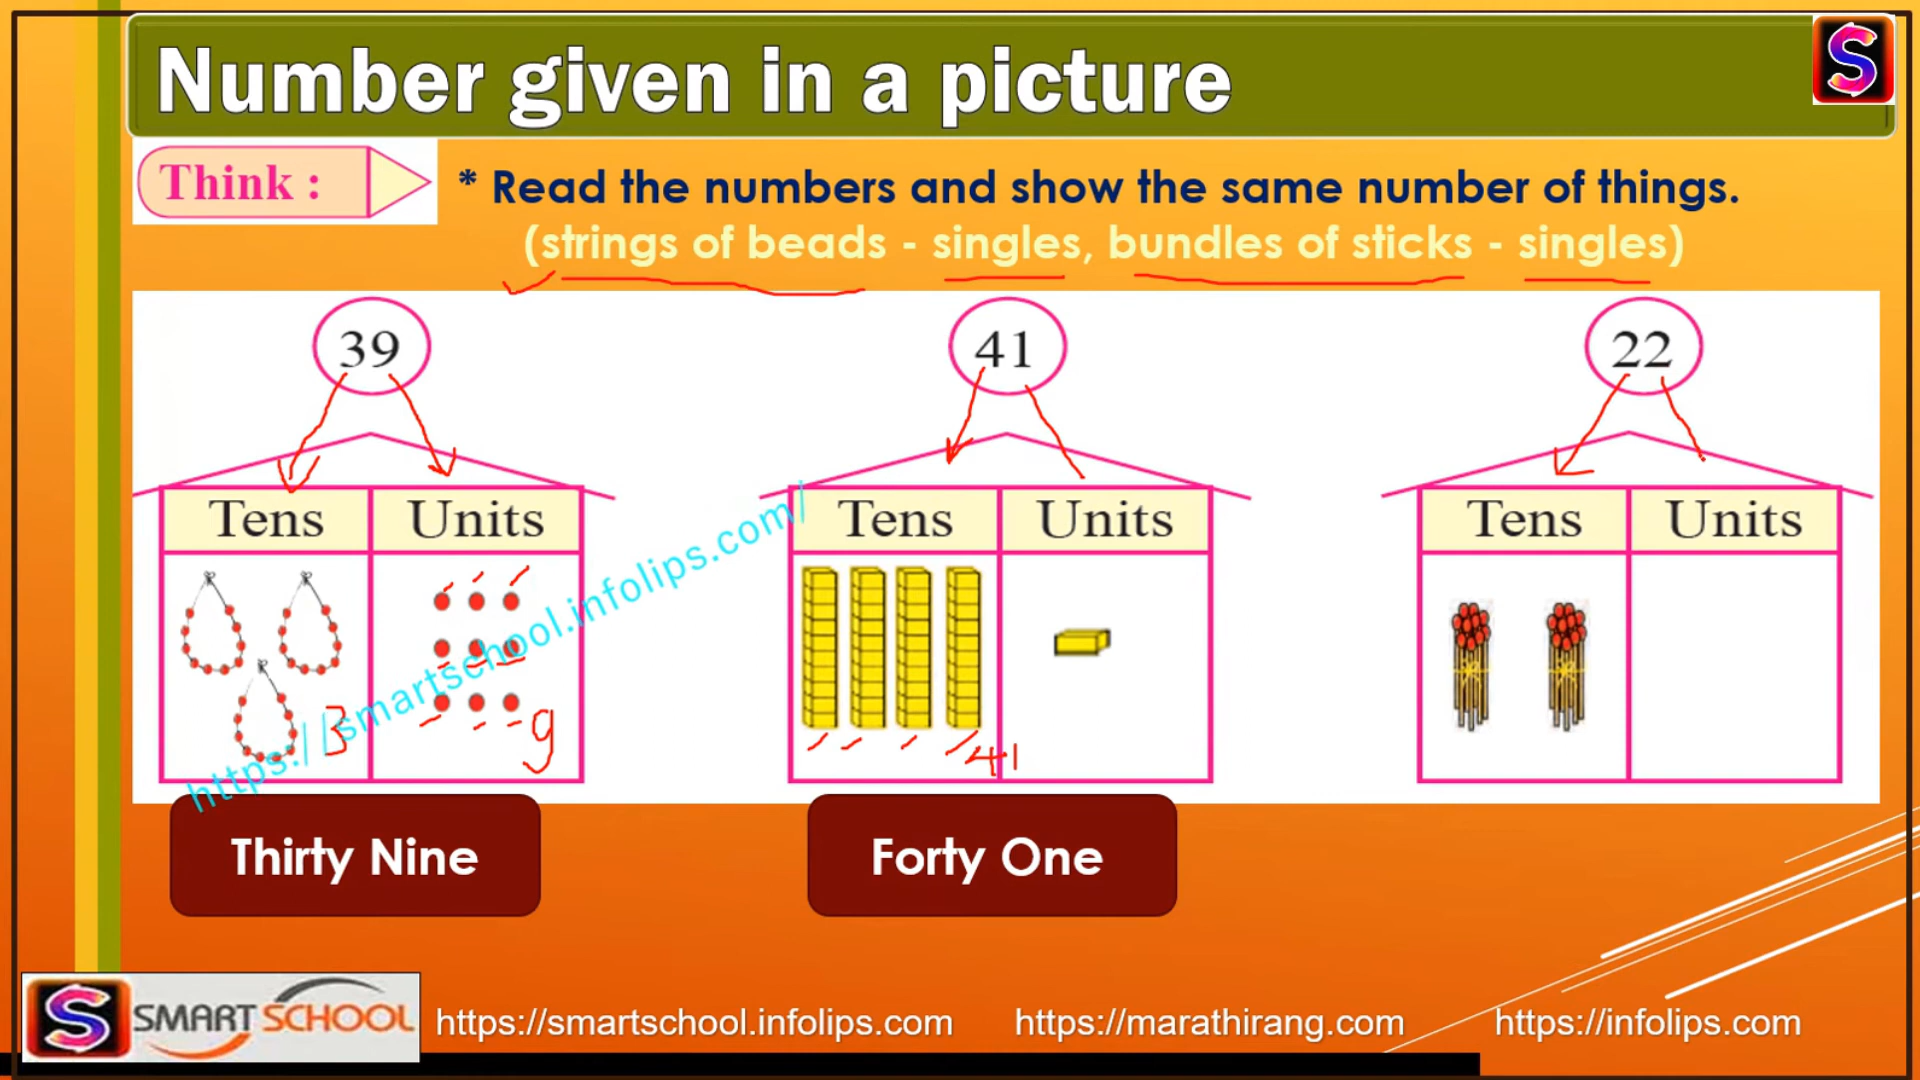 Number given in a picture
S
Think :
* Read the numbers and show the same number of things.
(strings of beads - singles, bundles of sticks - singles)
39
41
22
Tens Units
Tens Units
Tens Units
3 9
41
https://smartschool.infolips.com/
Thirty Nine
Forty One
S SMART SCHOOL
https://smartschool.infolips.com https://marathirang.com https://infolips.com